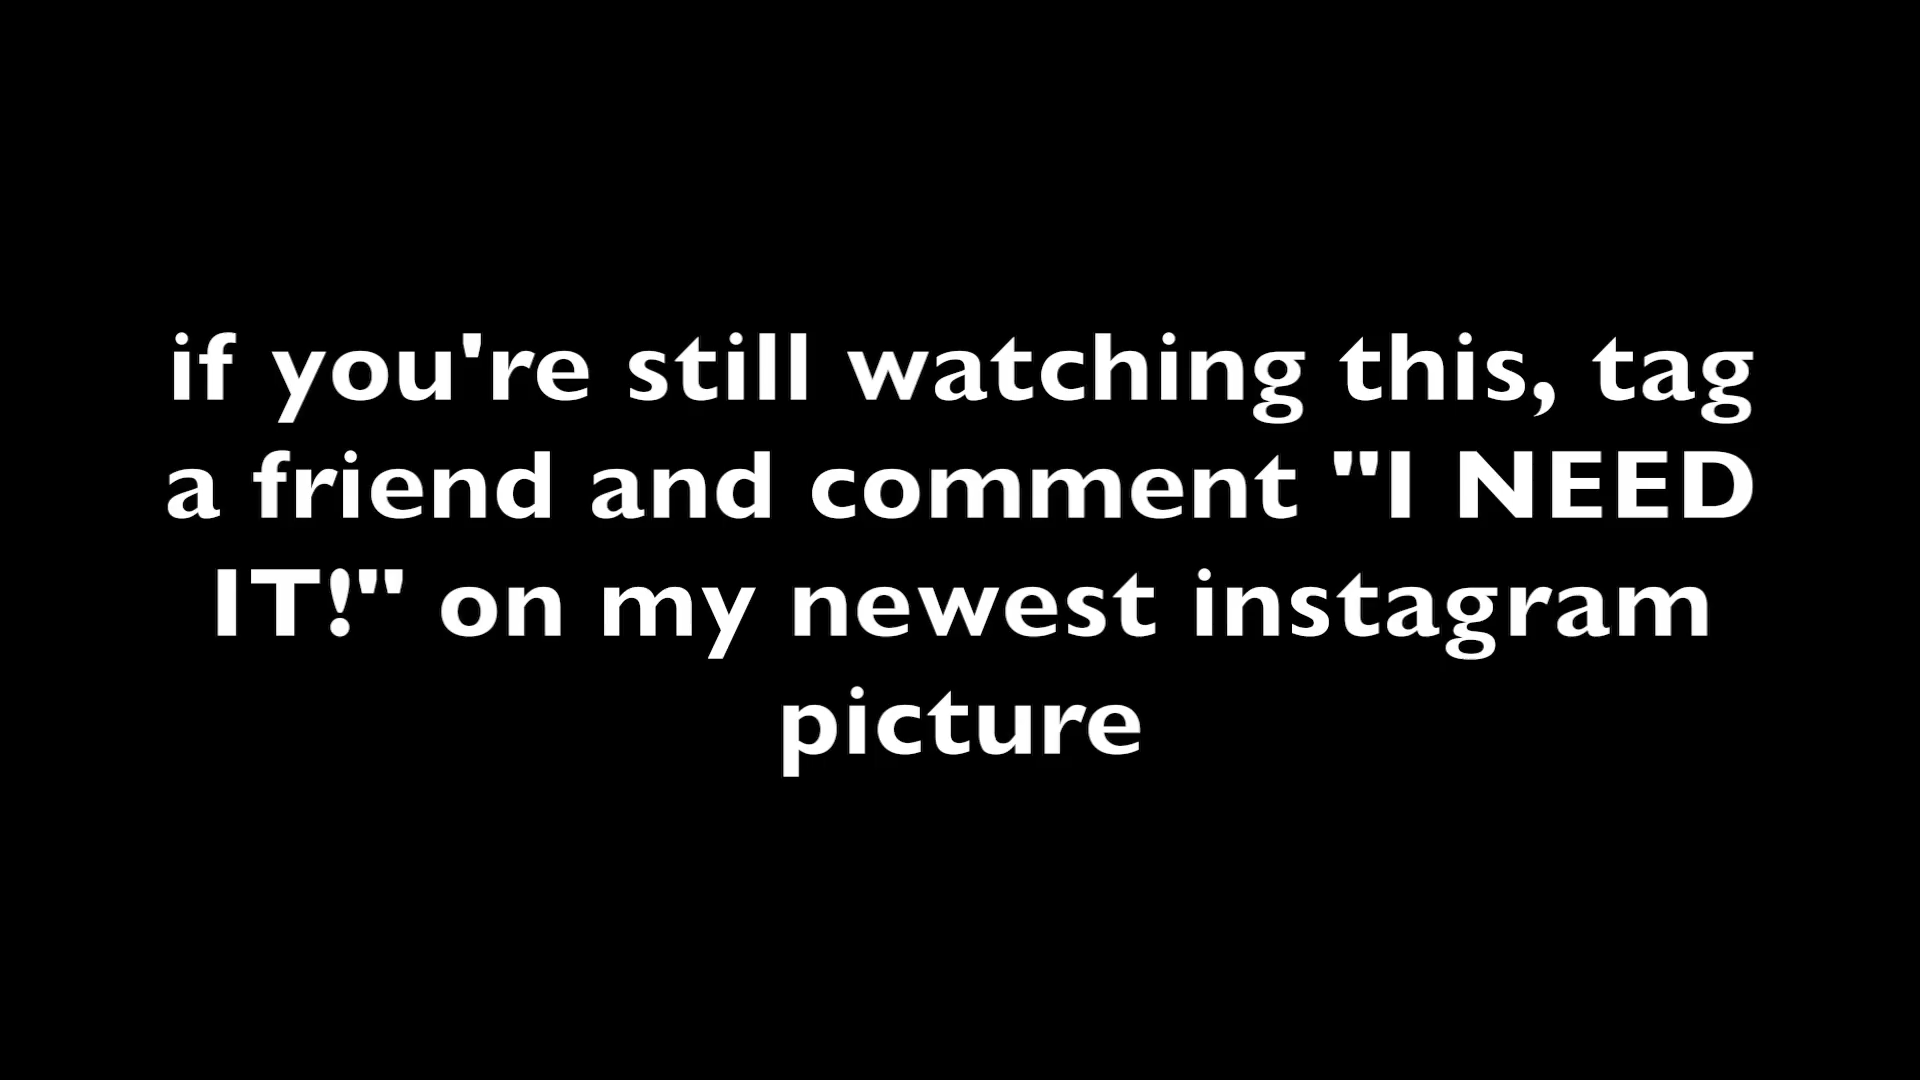 if you're still watching this, tag
a friend and comment "I NEED
IT!" on my newest instagram
picture